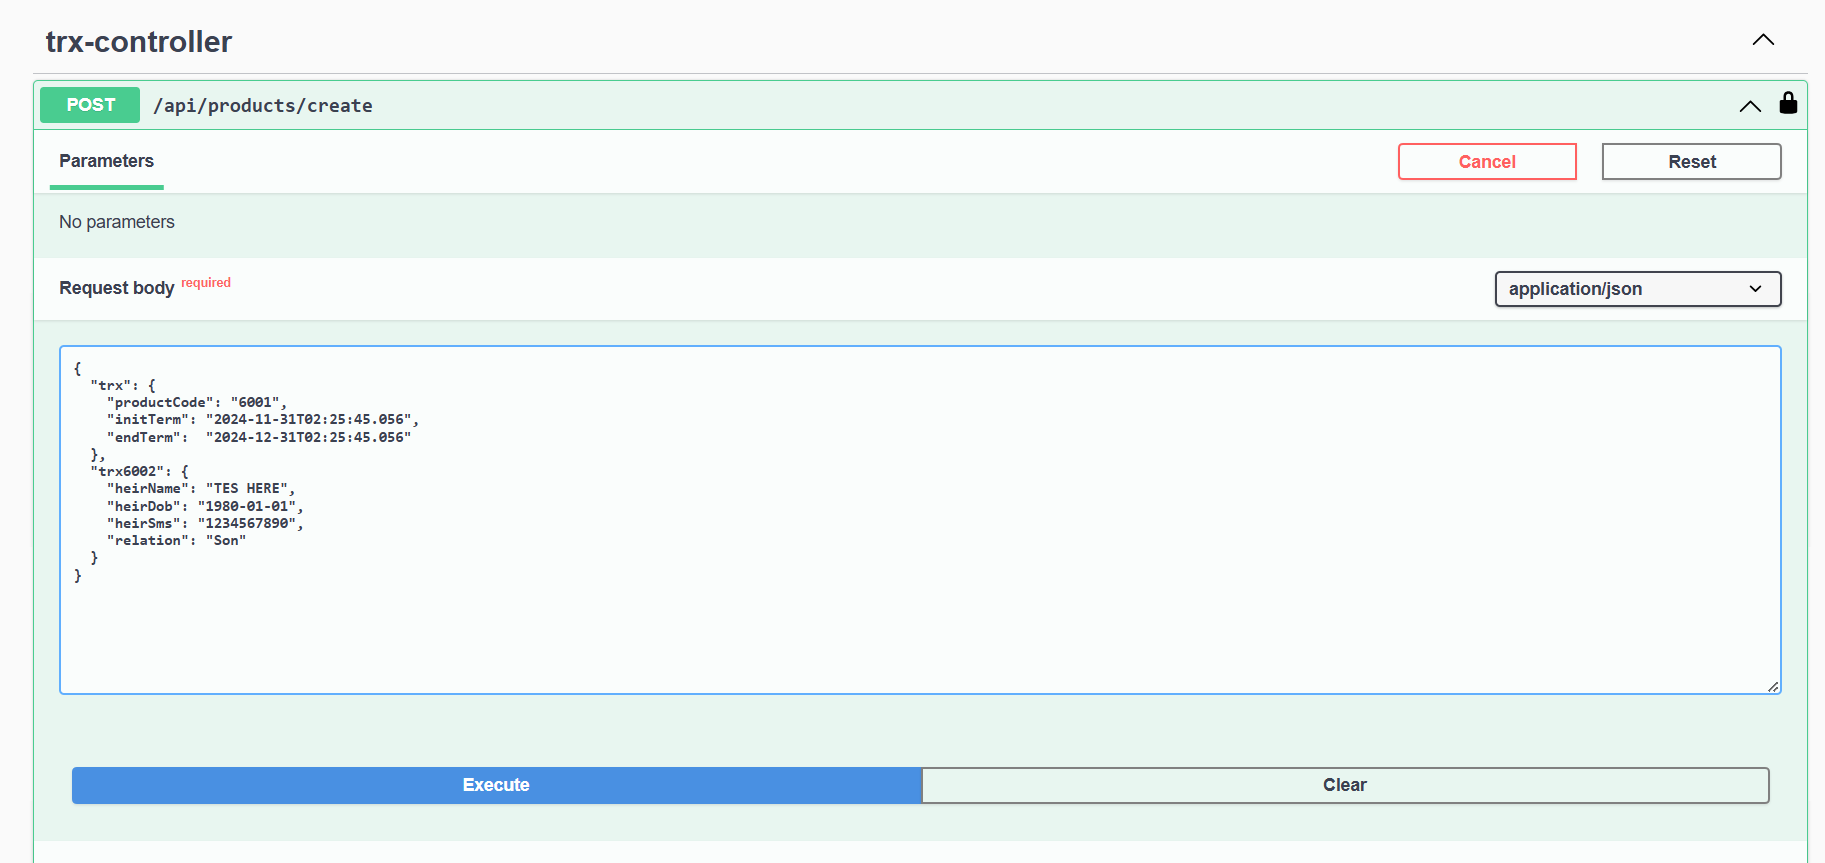 trx-controller
POST /api/products/create
Parameters
Cancel
Reset
No parameters
Request body required
application/json
{
  "trx": {
    "productCode": "6001",
    "initTerm": "2024-11-31T02:25:45.056",
    "endTerm":  "2024-12-31T02:25:45.056"
  },
  "trx6002": {
    "heirName": "TES HERE",
    "heirDob": "1980-01-01",
    "heirSms": "1234567890",
    "relation": "Son"
  }
}
Execute
Clear